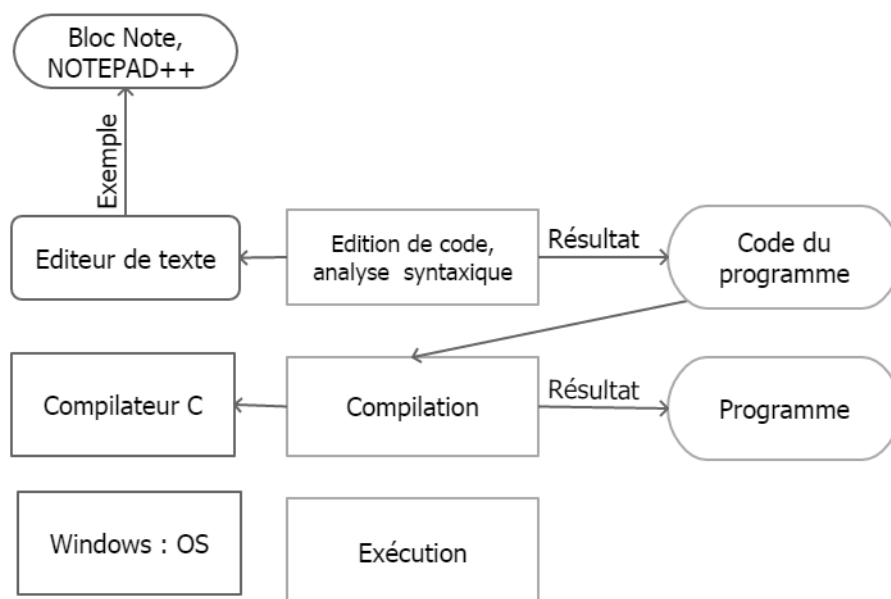 Bloc Note,
NOTEPAD++
Exemple
Editeur de texte
Edition de code,
analyse syntaxique
Résultat
Code du
programme
Compilateur C
Compilation
Résultat
Programme
Windows : OS
Exécution